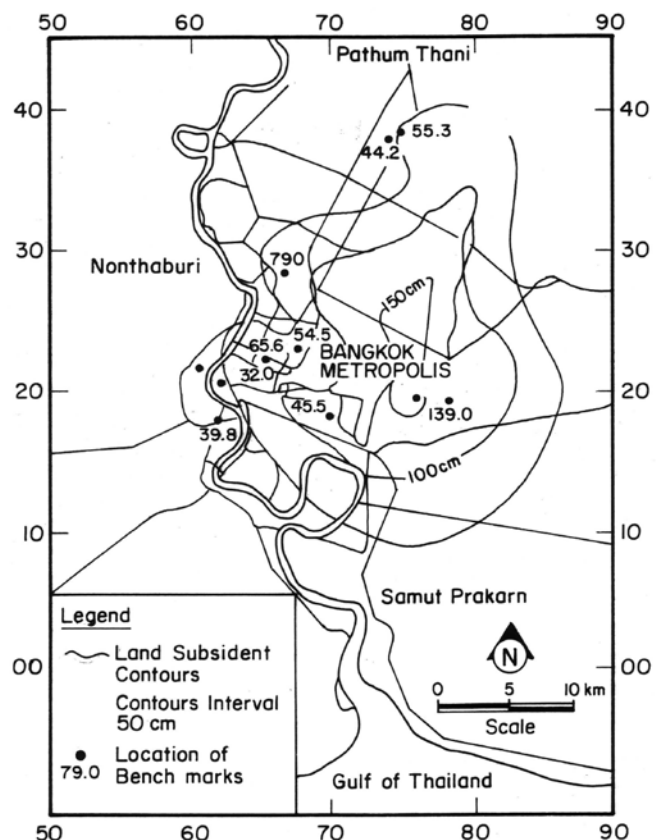 50 60 70 80 90
Pathum Thani
40 40
55.3
44.2
30 30
Nonthaburi
790
150cm
54.5
65.6
BANGKOK
METROPOLIS
32.0
20 20
45.5
139.0
39.8
100cm
10 10
Legend
Land Subsident
Contours
Contours Interval
50 cm
79.0
Location of
Bench marks
Samut Prakarn
N
00 00
0 5 10 km
Scale
Gulf of Thailand
50 60 70 80 90